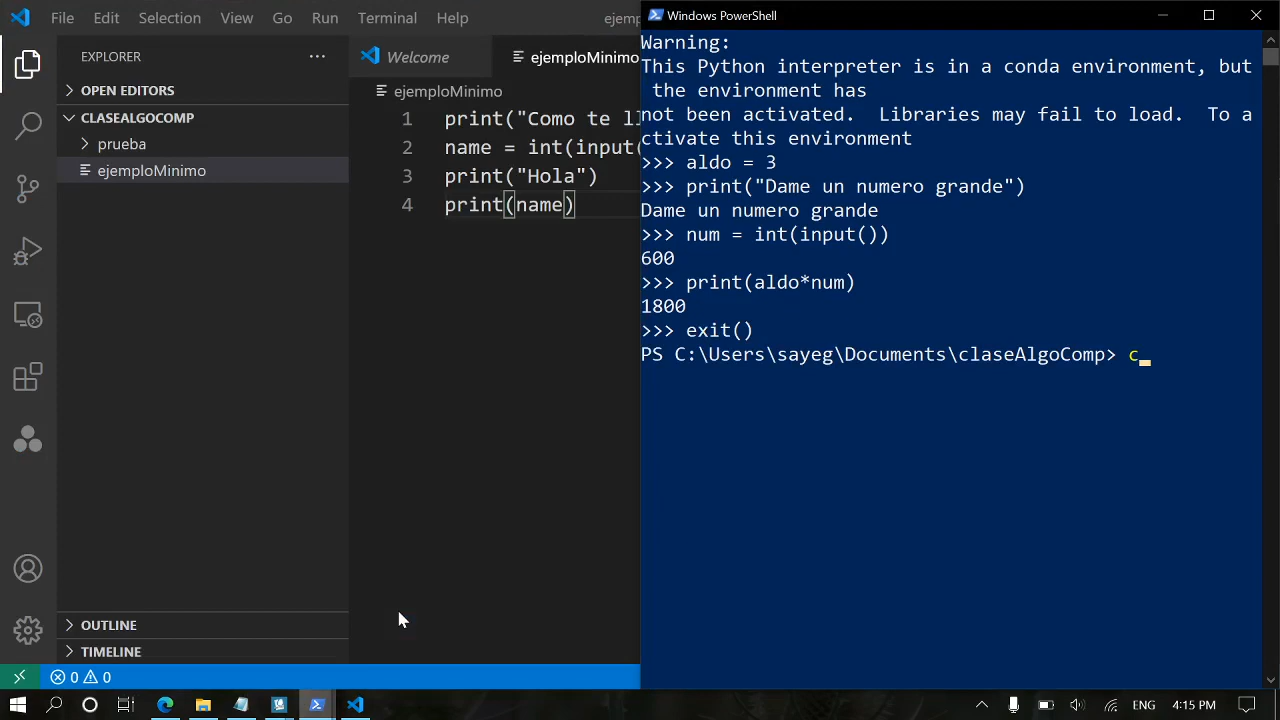 File Edit Selection View Go Run Terminal Help
EXPLORER
OPEN EDITORS
CLASEALGOCOMP
prueba
ejemploMinimo
OUTLINE
TIMELINE
0 0
Welcome ejemploMinimo
ejemploMinimo
1 print("Como te
2 name = int(input(
3 print("Hola")
4 print(name)
Windows PowerShell
Warning:
This Python interpreter is in a conda environment, but
the environment has
not been activated. Libraries may fail to load. To a
ctivate this environment
>>> aldo = 3
>>> print("Dame un numero grande")
Dame un numero grande
>>> num = int(input())
600
>>> print(aldo*num)
1800
>>> exit()
PS C:\Users\sayeg\Documents\claseAlgoComp> c_
ENG 4:15 PM